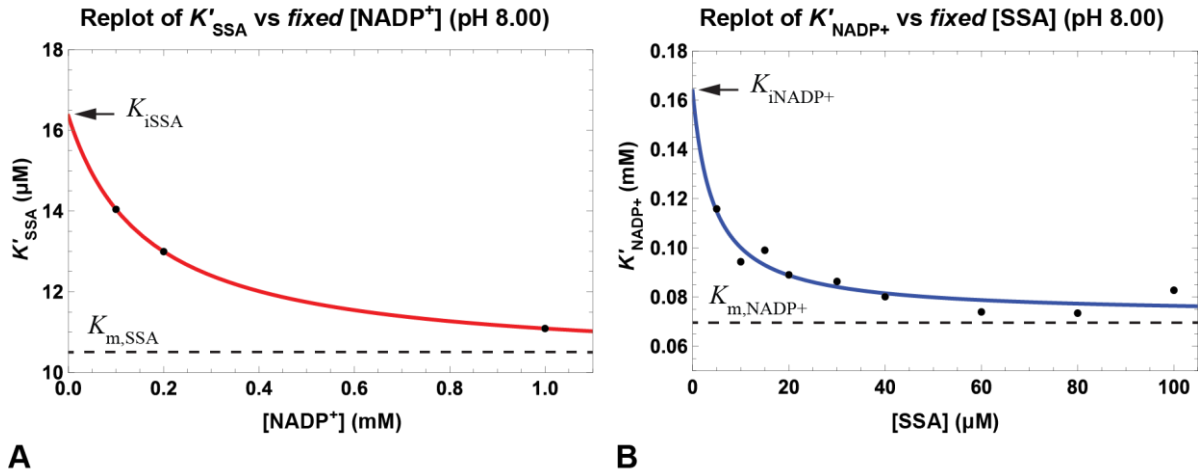 Replot of K′SSA vs fixed [NADP+] (pH 8.00)
18
16
14
12
10
K′SSA (µM)
KiSSA
Km,SSA
0.0 0.2 0.4 0.6 0.8 1.0
[NADP+] (mM)
A
Replot of K′NADP+ vs fixed [SSA] (pH 8.00)
0.18
0.16
0.14
0.12
0.10
0.08
0.06
K′NADP+ (mM)
KiNADP+
Km,NADP+
0 20 40 60 80 100
[SSA] (µM)
B